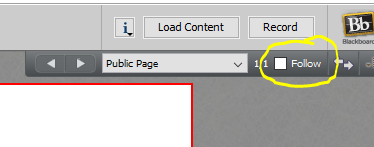 i Load Content Record Bb
Blackboard
Public Page 1/1 Follow